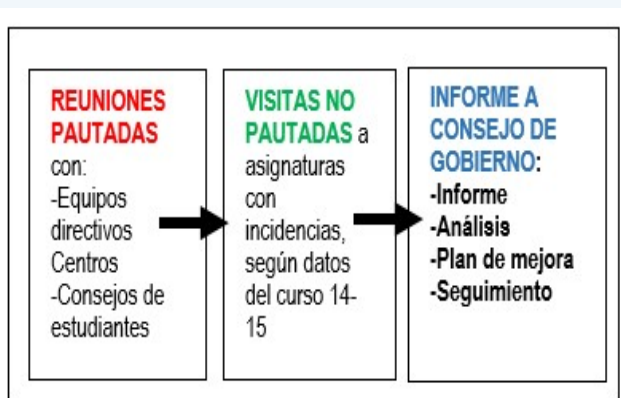 REUNIONES
PAUTADAS
con:
-Equipos
directivos
Centros
-Consejos de
estudiantes
VISITAS NO
PAUTADAS a
asignaturas
con
incidencias,
según datos
del curso 14-
15
INFORME A
CONSEJO DE
GOBIERNO:
-Informe
-Análisis
-Plan de mejora
-Seguimiento